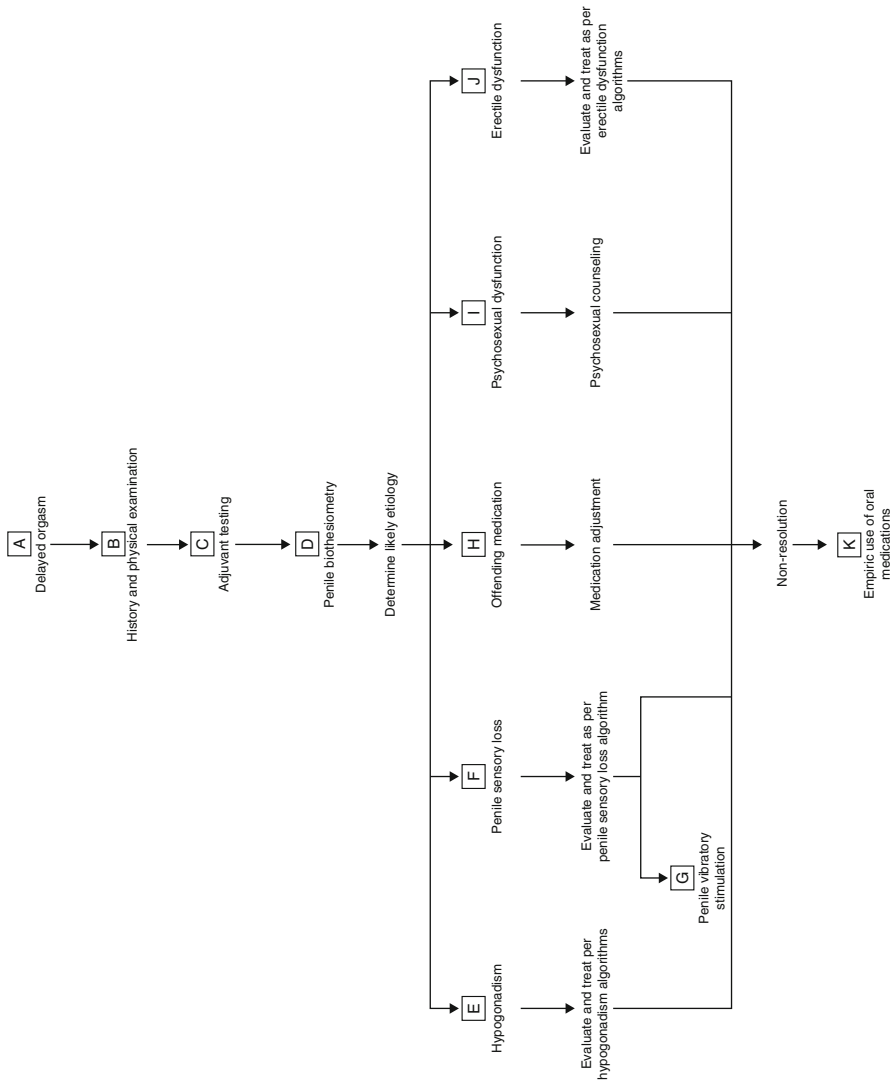 A
Delayed orgasm
B
History and physical examination
C
Adjuvant testing
D
Penile biothesiometry
Determine likely etiology
E
Hypogonadism
Evaluate and treat per
hypogonadism algorithms
F
Penile sensory loss
Evaluate and treat as per
penile sensory loss algorithm
G
Penile vibratory
stimulation
H
Offending medication
Medication adjustment
I
Psychosexual dysfunction
Psychosexual counseling
J
Erectile dysfunction
Evaluate and treat as per
erectile dysfunction
algorithms
Non-resolution
K
Empiric use of oral
medications